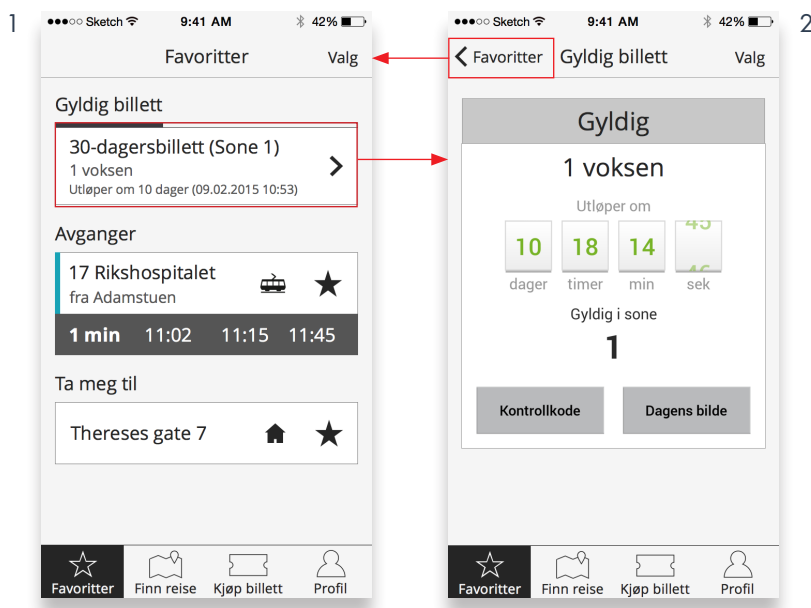 1
Sketch 9:41 AM 42%
Favoritter Valg
Gyldig billett
30-dagersbillett (Sone 1)
1 voksen
Utløper om 10 dager (09.02.2015 10:53)
Avganger
17 Rikshospitalet
fra Adamstuen
1 min 11:02 11:15 11:45
Ta meg til
Thereses gate 7
Favoritter Finn reise Kjøp billett Profil
2
Sketch 9:41 AM 42%
Favoritter Gyldig billett Valg
Gyldig
1 voksen
Utløper om
10 18 14
dager timer min sek
Gyldig i sone
1
Kontrollkode Dagens bilde
Favoritter Finn reise Kjøp billett Profil